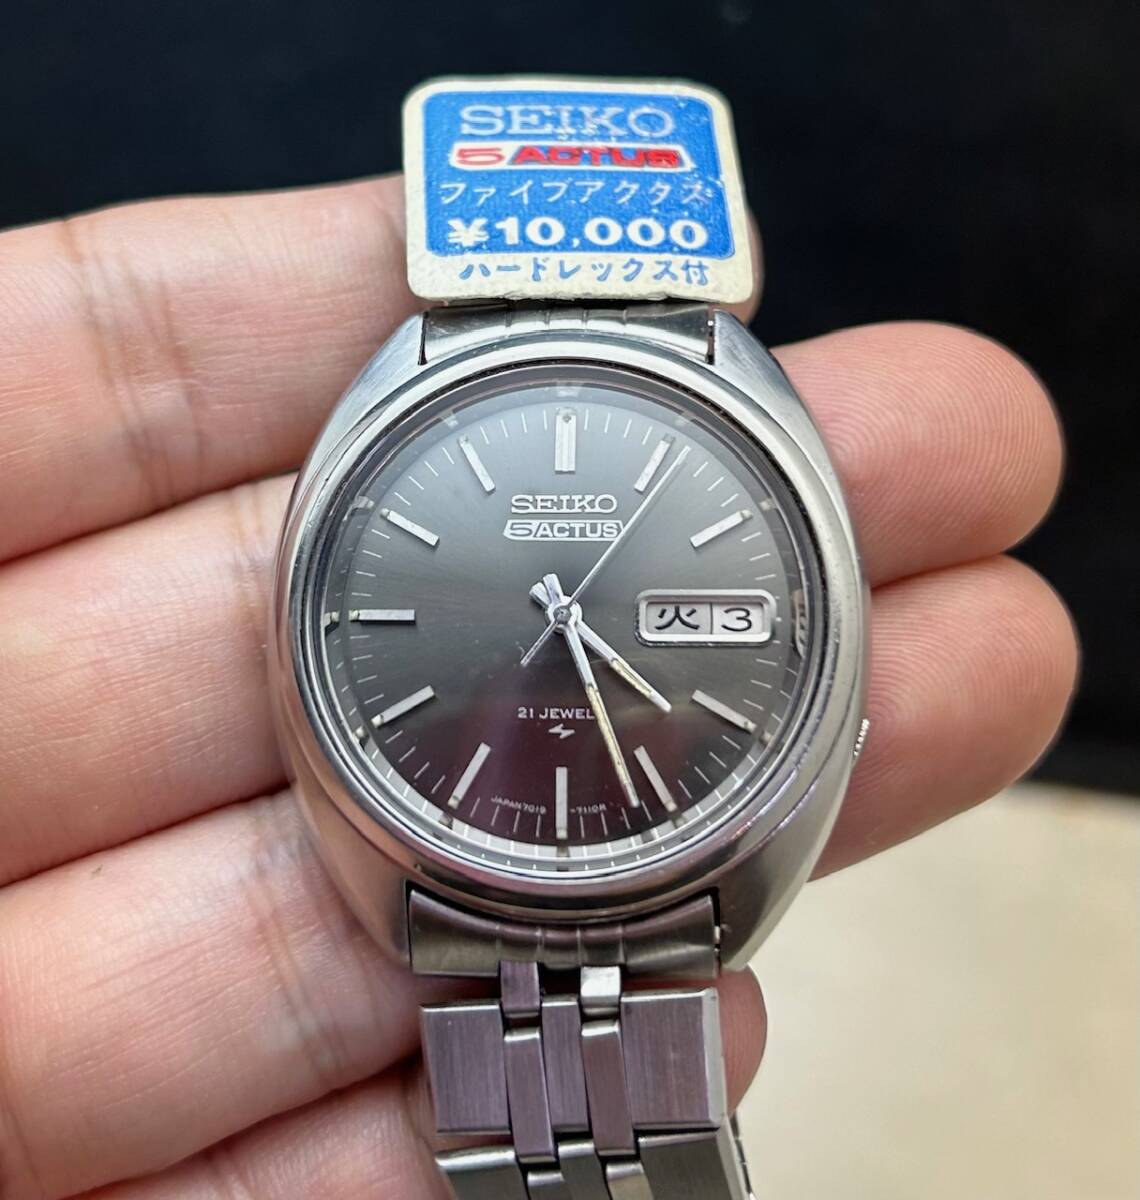 SEIKO
5 ACTUS
ファイブアクタス
¥10,000
ハードレックス付
SEIKO
5 ACTUS
火 3
21 JEWELS
JAPAN 7019 -7110R